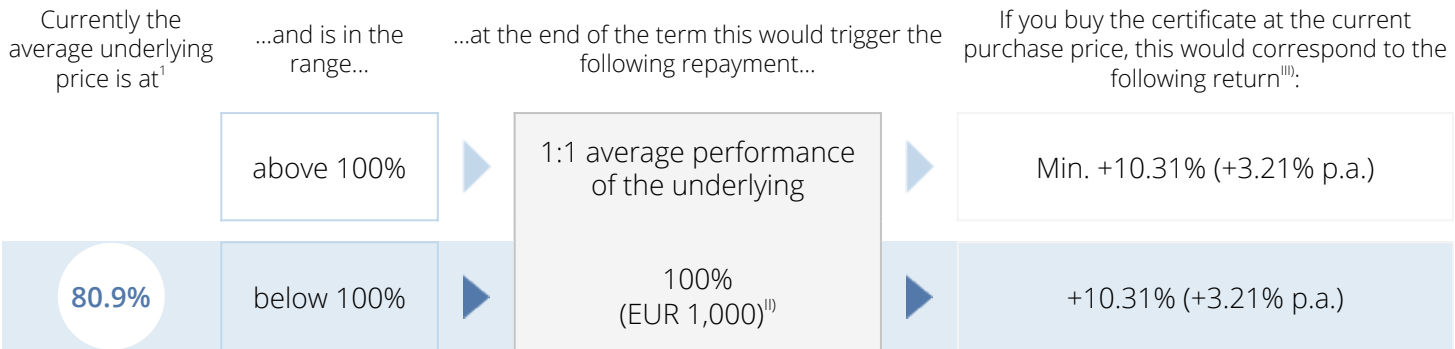 Currently the
average underlying
price is at¹
...and is in the
range...
...at the end of the term this would trigger the
following repayment...
If you buy the certificate at the current
purchase price, this would correspond to the
following return^III):
above 100%
1:1 average performance
of the underlying
Min. +10.31% (+3.21% p.a.)
80.9%
below 100%
100%
(EUR 1,000)^II)
+10.31% (+3.21% p.a.)